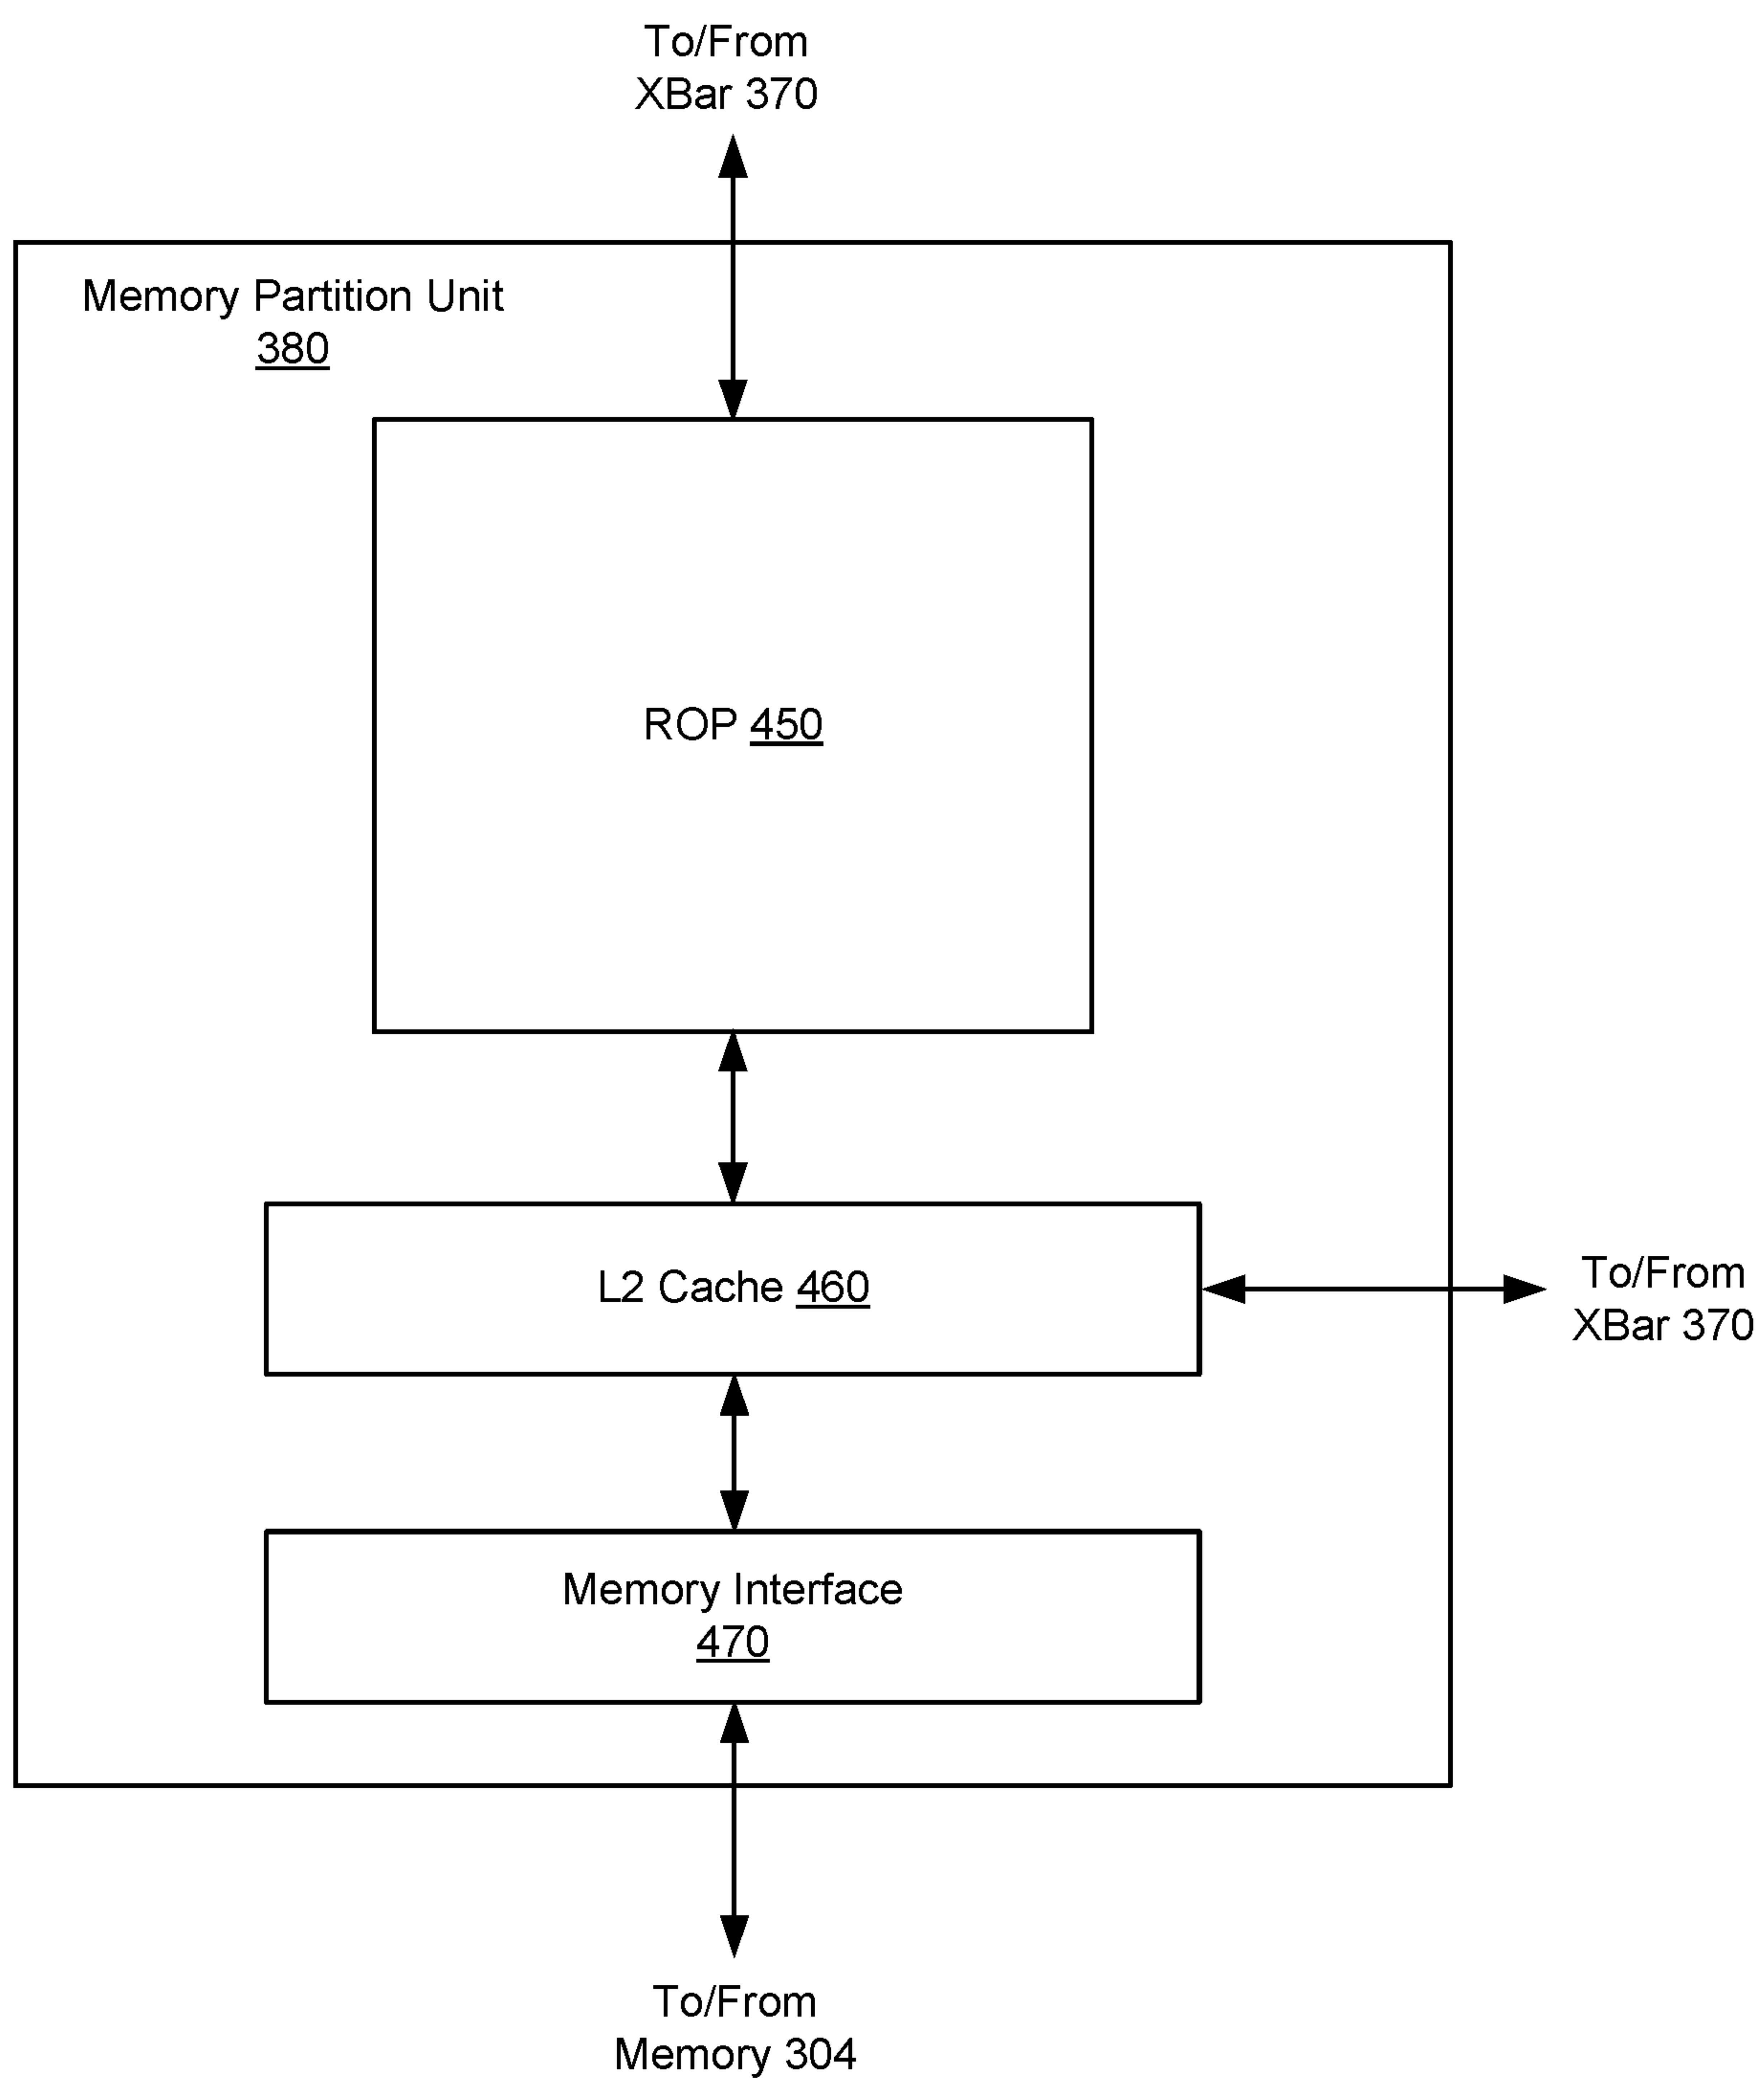 To/From
XBar 370
Memory Partition Unit
380
ROP 450
L2 Cache 460
To/From
XBar 370
Memory Interface
470
To/From
Memory 304